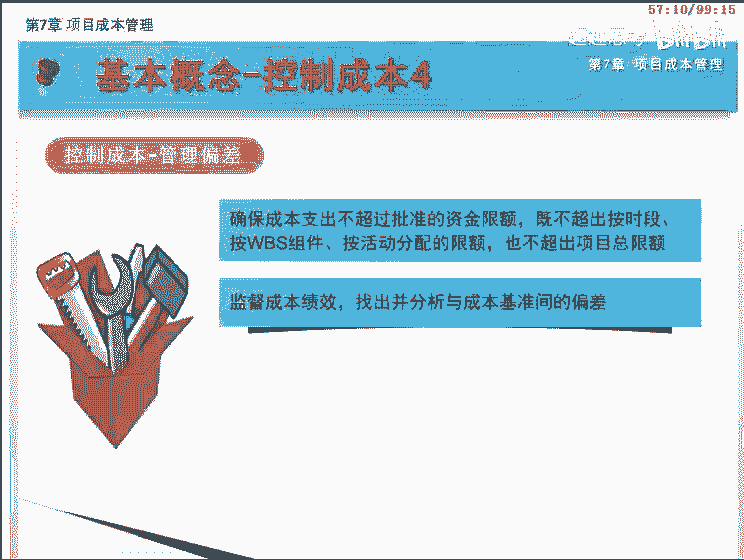 57:10/99:15
第7章 项目成本管理
bilibili
基本概念-控制成本4
第7章 项目成本管理
控制成本-管理偏差
确保成本支出不超过批准的资金限额，既不超出按时段、
按WBS组件、按活动分配的限额，也不超出项目总限额
监督成本绩效，找出并分析与成本基准间的偏差